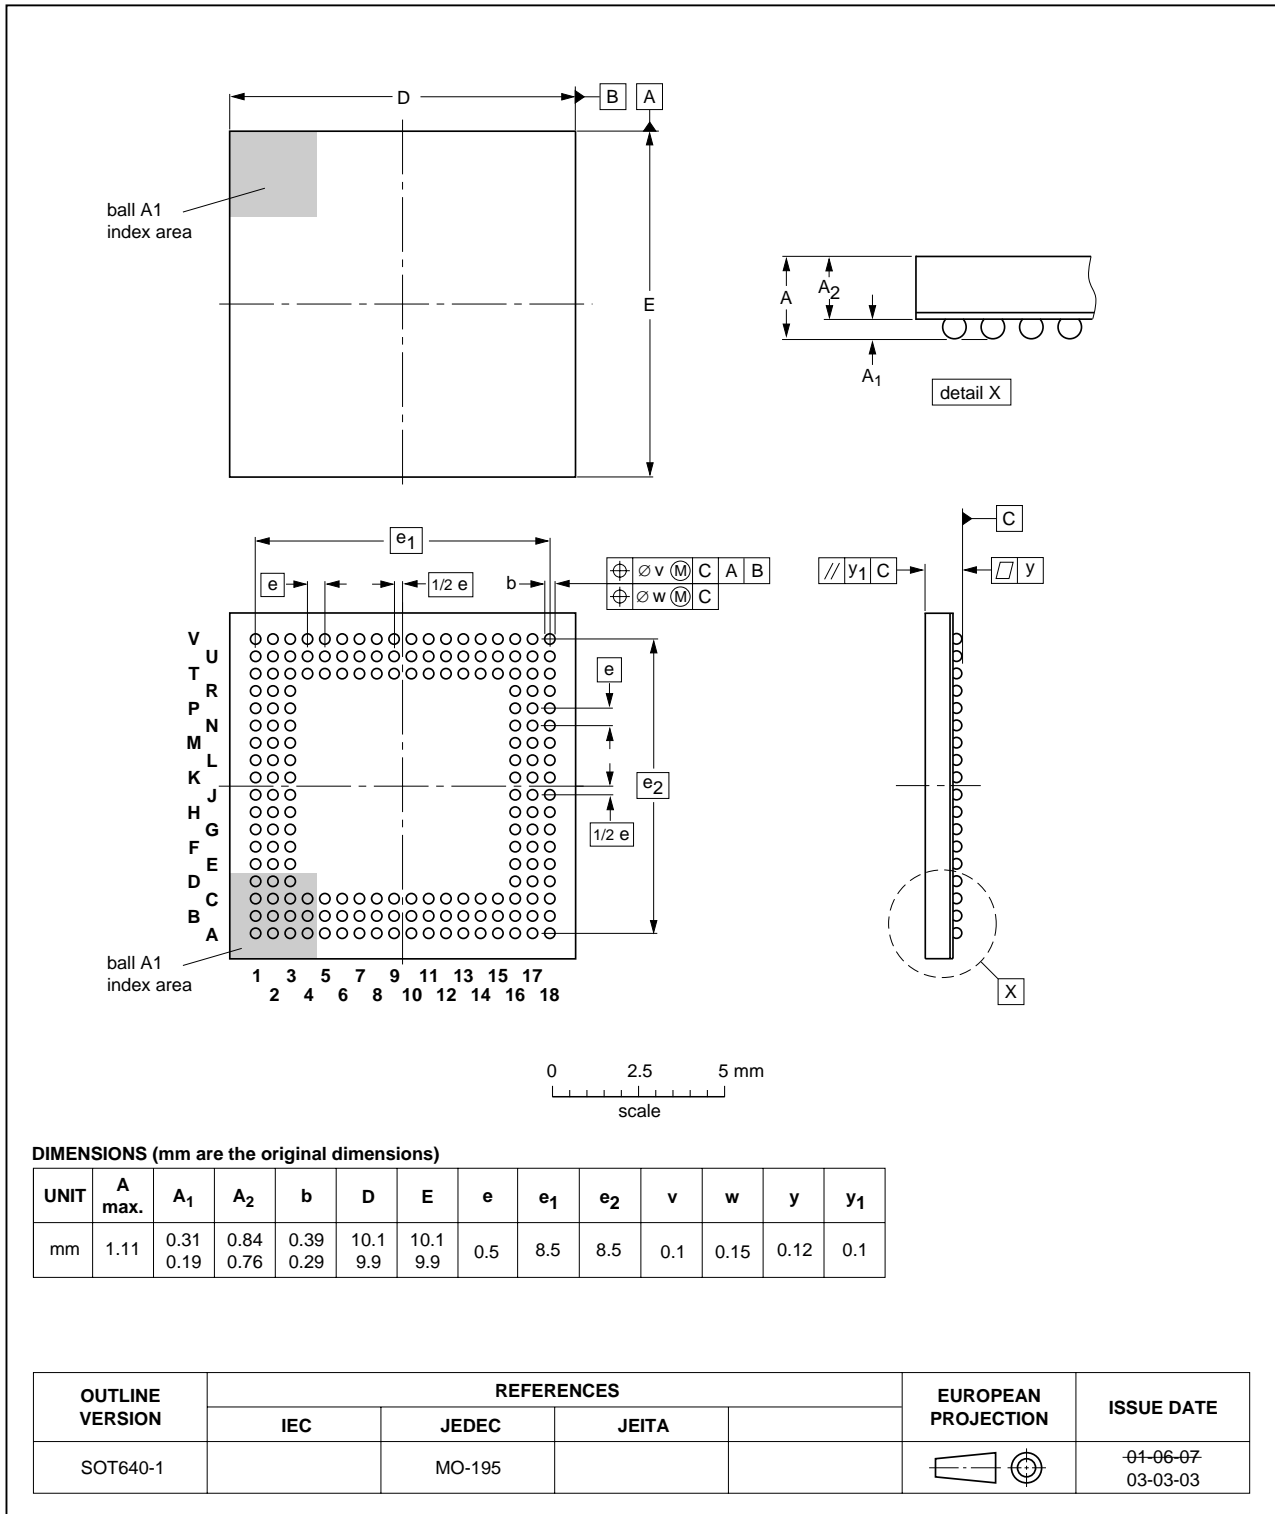 D
B
A
ball A1
index area
E
A
A2
A1
detail X
e1
e
1/2 e
b
⌖ ⌀ v Ⓜ C A B
⌖ ⌀ w Ⓜ C
C
// y1 C
⏥ y
V
U
T
R
P
N
M
L
K
J
H
G
F
E
D
C
B
A
e
e2
1/2 e
ball A1
index area
1 3 5 7 9 11 13 15 17
2 4 6 8 10 12 14 16 18
X
0 2.5 5 mm
scale
DIMENSIONS (mm are the original dimensions)
UNIT A max. A1 A2 b D E e e1 e2 v w y y1
mm 1.11 0.31 0.19 0.84 0.76 0.39 0.29 10.1 9.9 10.1 9.9 0.5 8.5 8.5 0.1 0.15 0.12 0.1
OUTLINE VERSION
REFERENCES
EUROPEAN PROJECTION
ISSUE DATE
IEC JEDEC JEITA
SOT640-1 MO-195
01-06-07
03-03-03